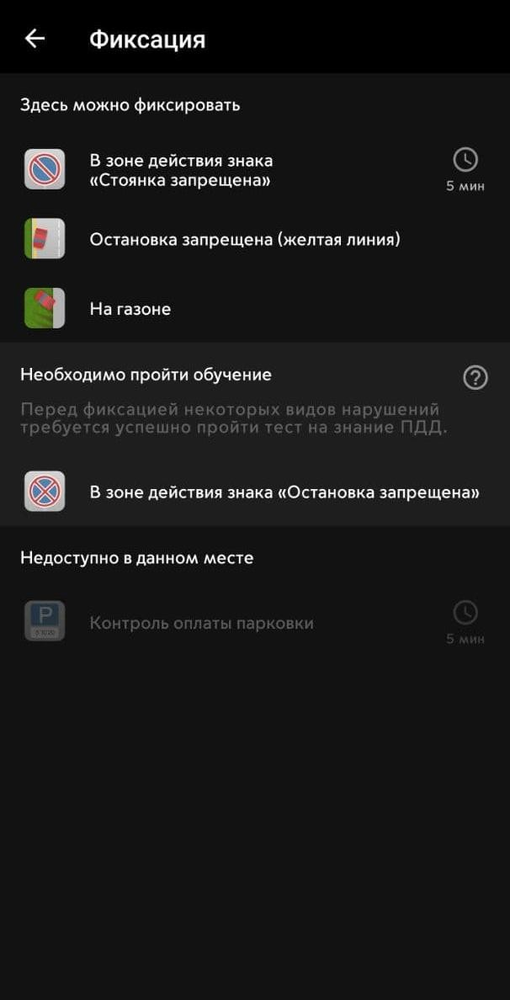 Фиксация
Здесь можно фиксировать
В зоне действия знака
«Стоянка запрещена»
5 мин
Остановка запрещена (желтая линия)
На газоне
Необходимо пройти обучение
?
Перед фиксацией некоторых видов нарушений
требуется успешно пройти тест на знание ПДД.
В зоне действия знака «Остановка запрещена»
Недоступно в данном месте
P
Контроль оплаты парковки
5 мин